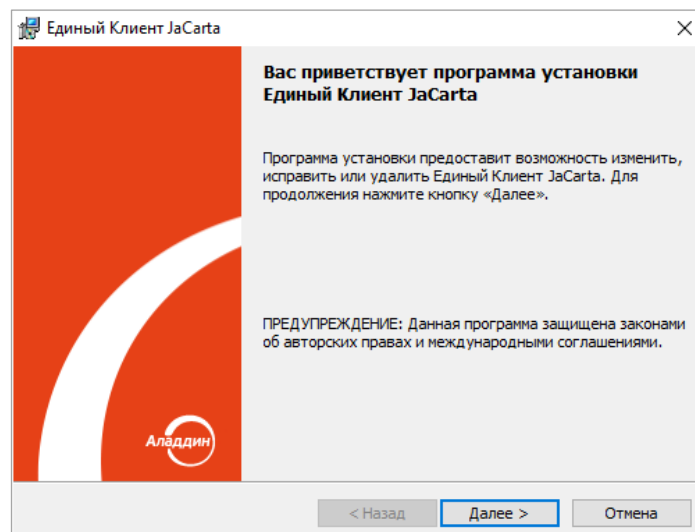 Единый Клиент JaCarta
Вас приветствует программа установки
Единый Клиент JaCarta
Программа установки предоставит возможность изменить,
исправить или удалить Единый Клиент JaCarta. Для
продолжения нажмите кнопку «Далее».
ПРЕДУПРЕЖДЕНИЕ: Данная программа защищена законами
об авторских правах и международными соглашениями.
Аладдин
< Назад
Далее >
Отмена